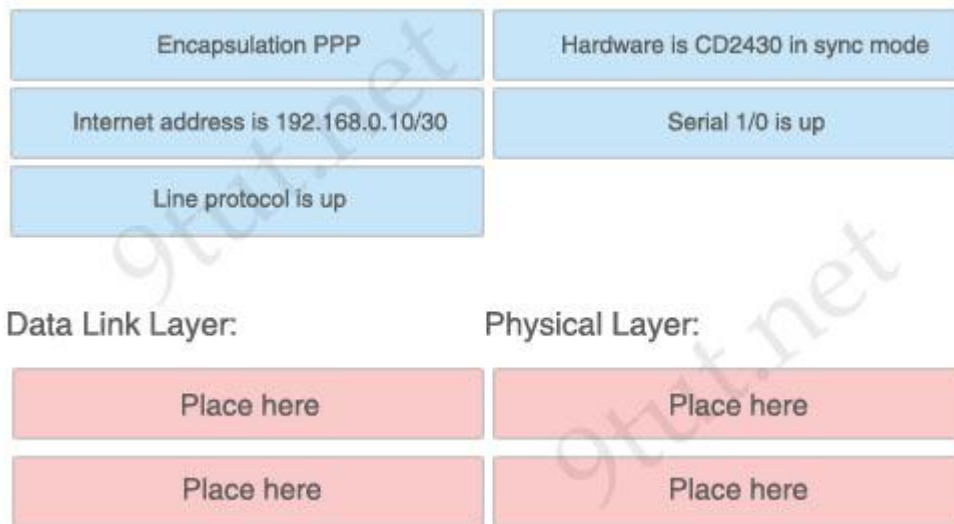 Encapsulation PPP
Hardware is CD2430 in sync mode
Internet address is 192.168.0.10/30
Serial 1/0 is up
Line protocol is up
9tut.net
Data Link Layer:
Physical Layer:
Place here
Place here
Place here
Place here
9tut.net